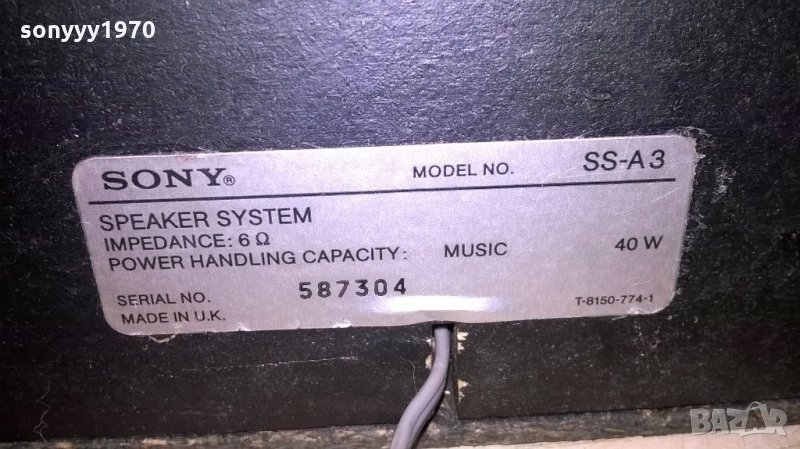 sonyyy1970
SONY® MODEL NO. SS-A3
SPEAKER SYSTEM
IMPEDANCE: 6 Ω
POWER HANDLING CAPACITY: MUSIC 40 W
SERIAL NO. 587304
MADE IN U.K. T-8150-774-1
BAZAR